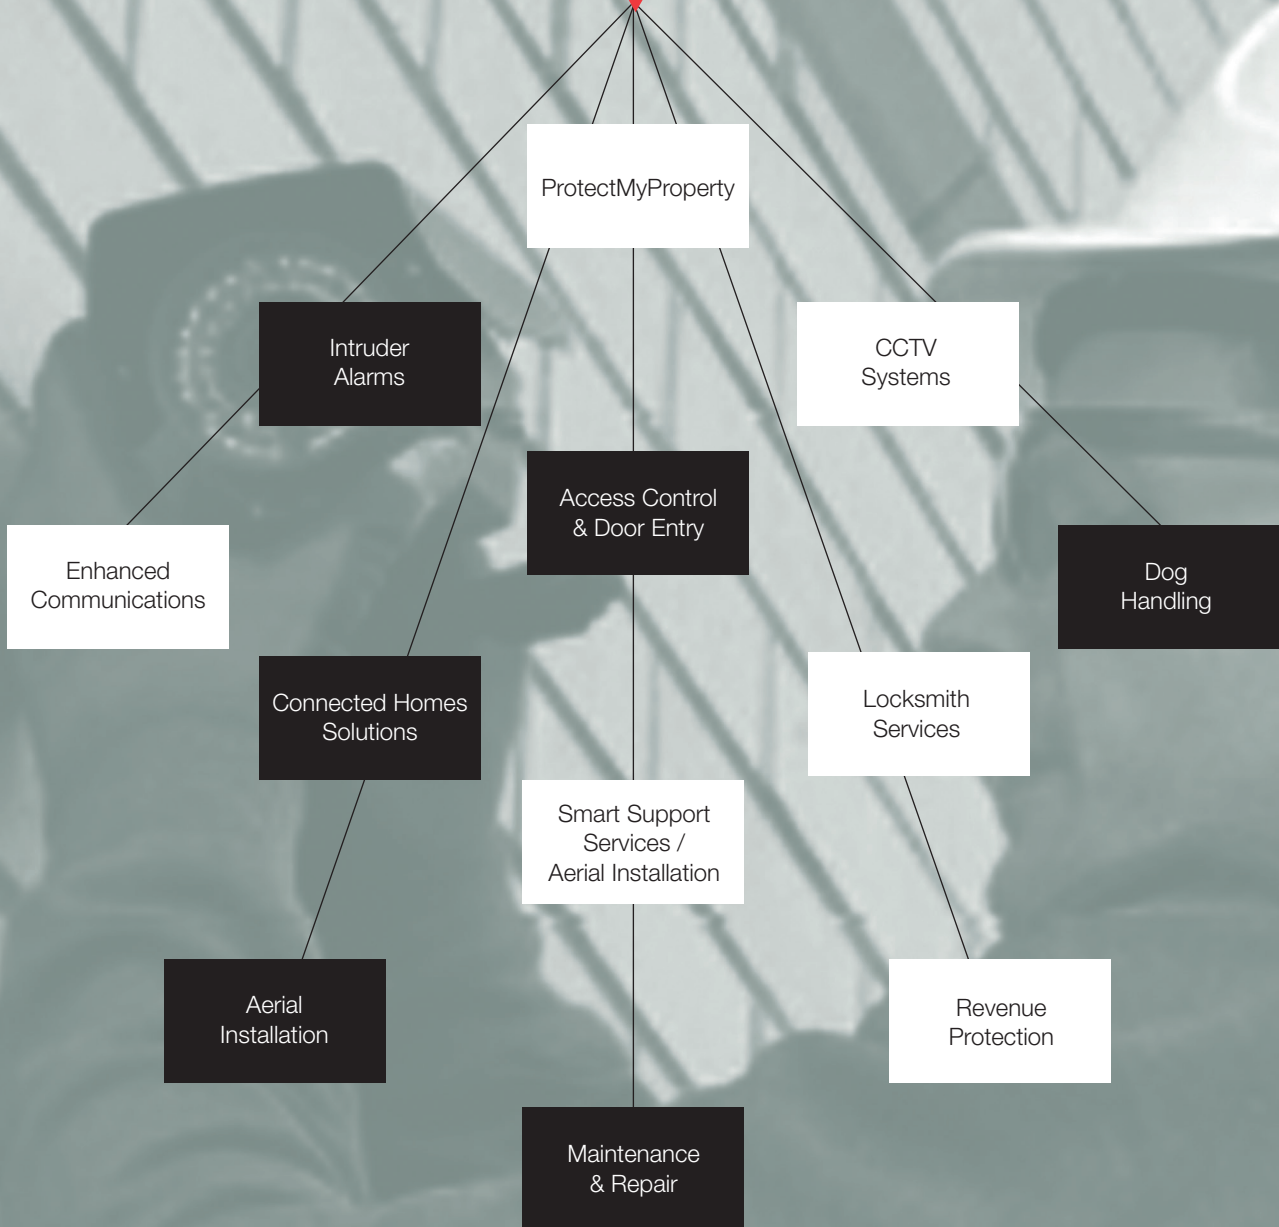 ProtectMyProperty
Intruder
Alarms
CCTV
Systems
Access Control
& Door Entry
Enhanced
Communications
Dog
Handling
Connected Homes
Solutions
Locksmith
Services
Smart Support
Services /
Aerial Installation
Aerial
Installation
Revenue
Protection
Maintenance
& Repair